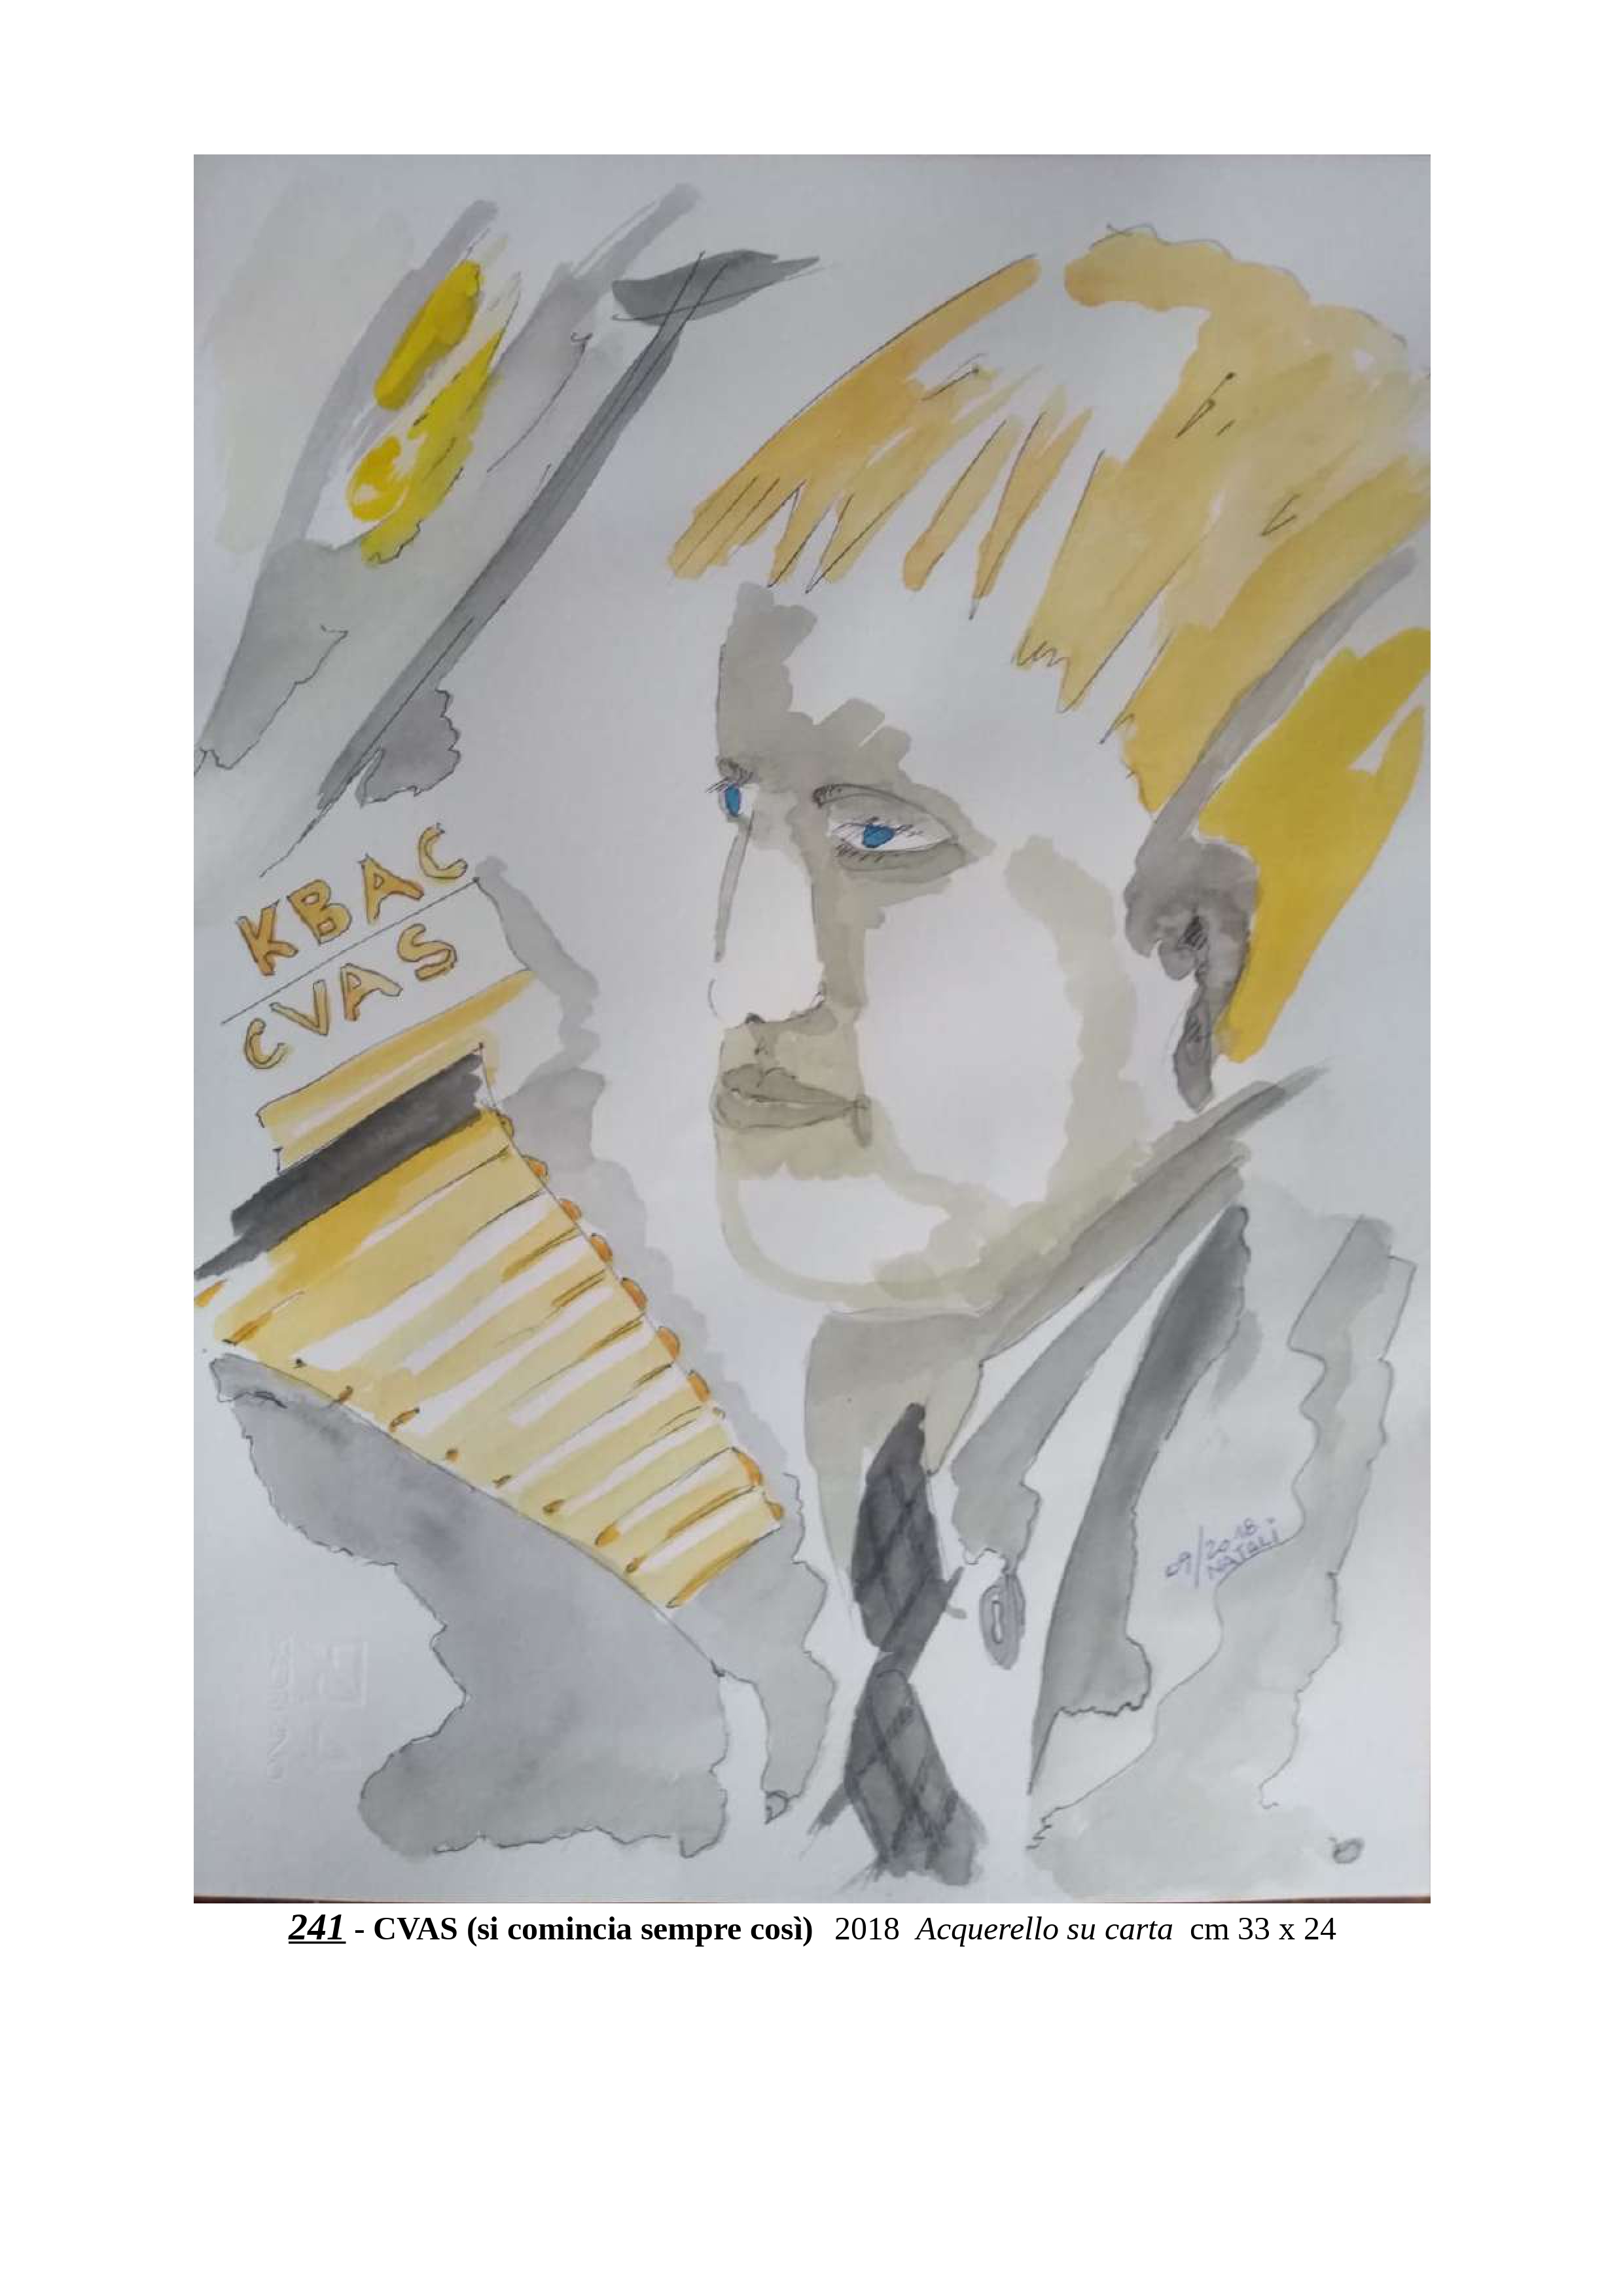 KBAC
CVAS
09/2018
NATALI
241 - CVAS (si comincia sempre così) 2018 Acquerello su carta cm 33 x 24